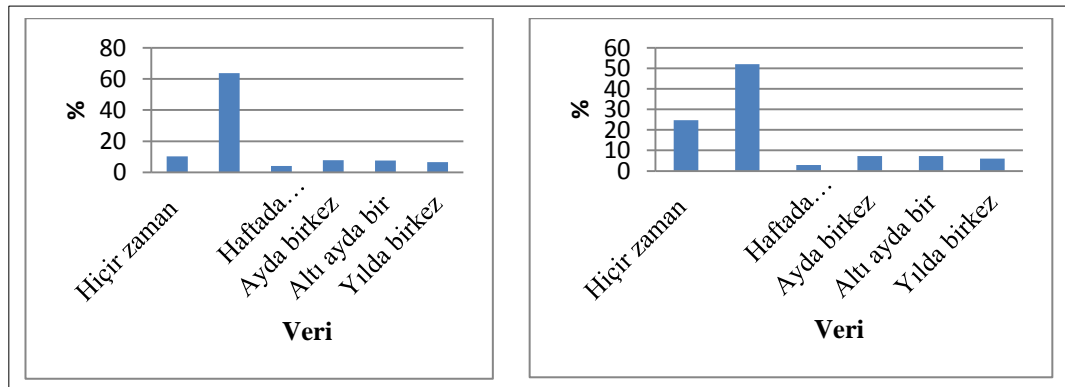 80
60
40
20
0
%
Hiçir zaman
Haftada…
Ayda birkez
Altı ayda bir
Yılda birkez
Veri
60
50
40
30
20
10
0
%
Hiçir zaman
Haftada…
Ayda birkez
Altı ayda bir
Yılda birkez
Veri